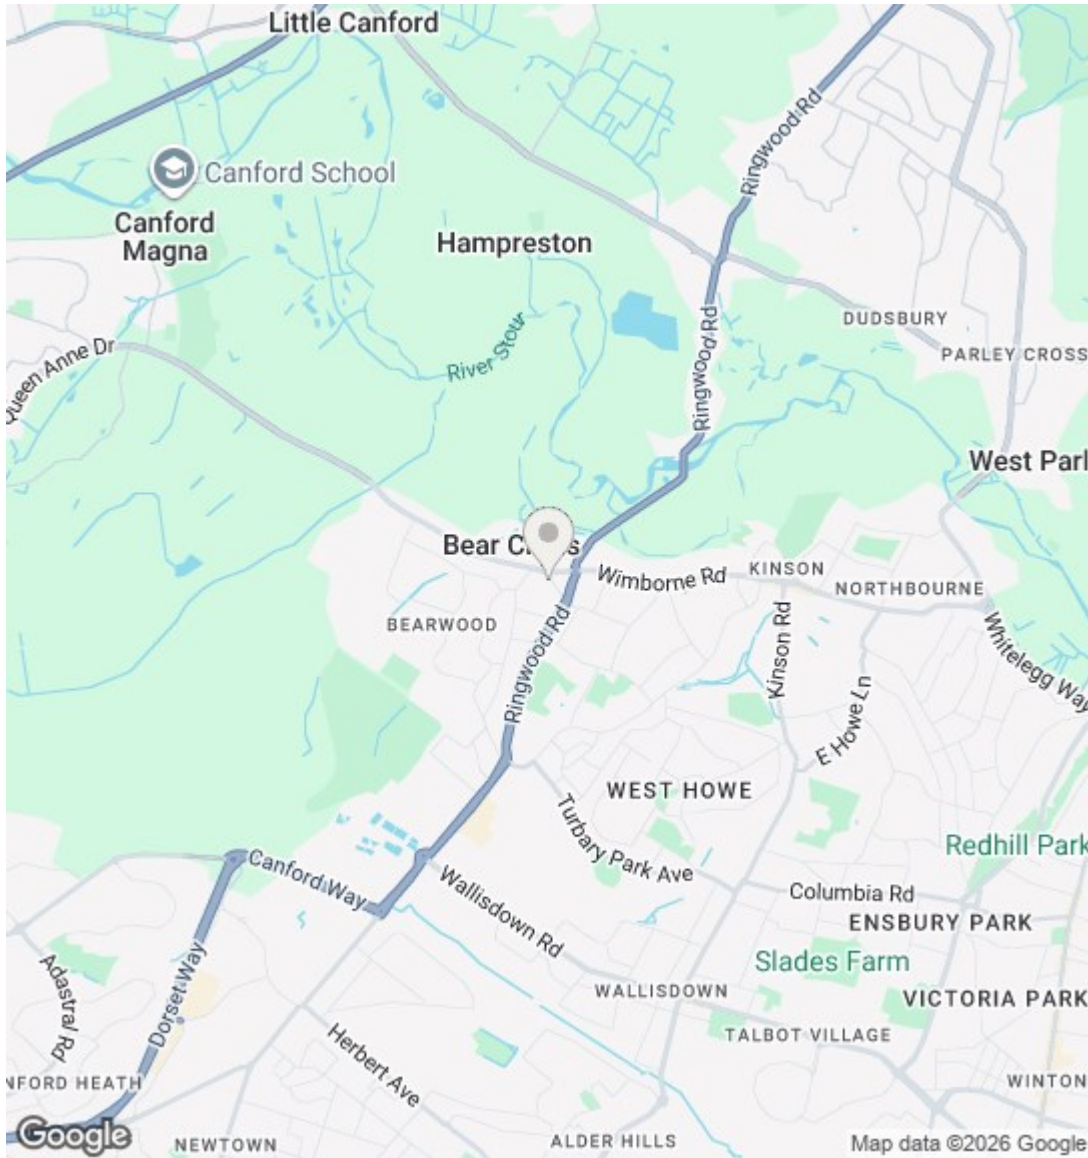 Little Canford
Ringwood Rd
Canford School
Canford
Magna
Hampreston
DUDSBURY
Ringwood Rd
River Stour
Queen Anne Dr
PARLEY CROSS
West Parl
Bear C
s
Wimborne Rd
KINSON
NORTHBOURNE
BEARWOOD
Ringwood Rd
Kinson Rd
Whitelegg Way
E Howe Ln
WEST HOWE
Turbary Park Ave
Redhill Park
Canford Way
Wallisdown Rd
Columbia Rd
ENSBURY PARK
Slades Farm
Adastral Rd
Dorset Way
WALLISDOWN
VICTORIA PARK
TALBOT VILLAGE
Herbert Ave
NFORD HEATH
WINTON
Google
NEWTOWN
ALDER HILLS
Map data ©2026 Google